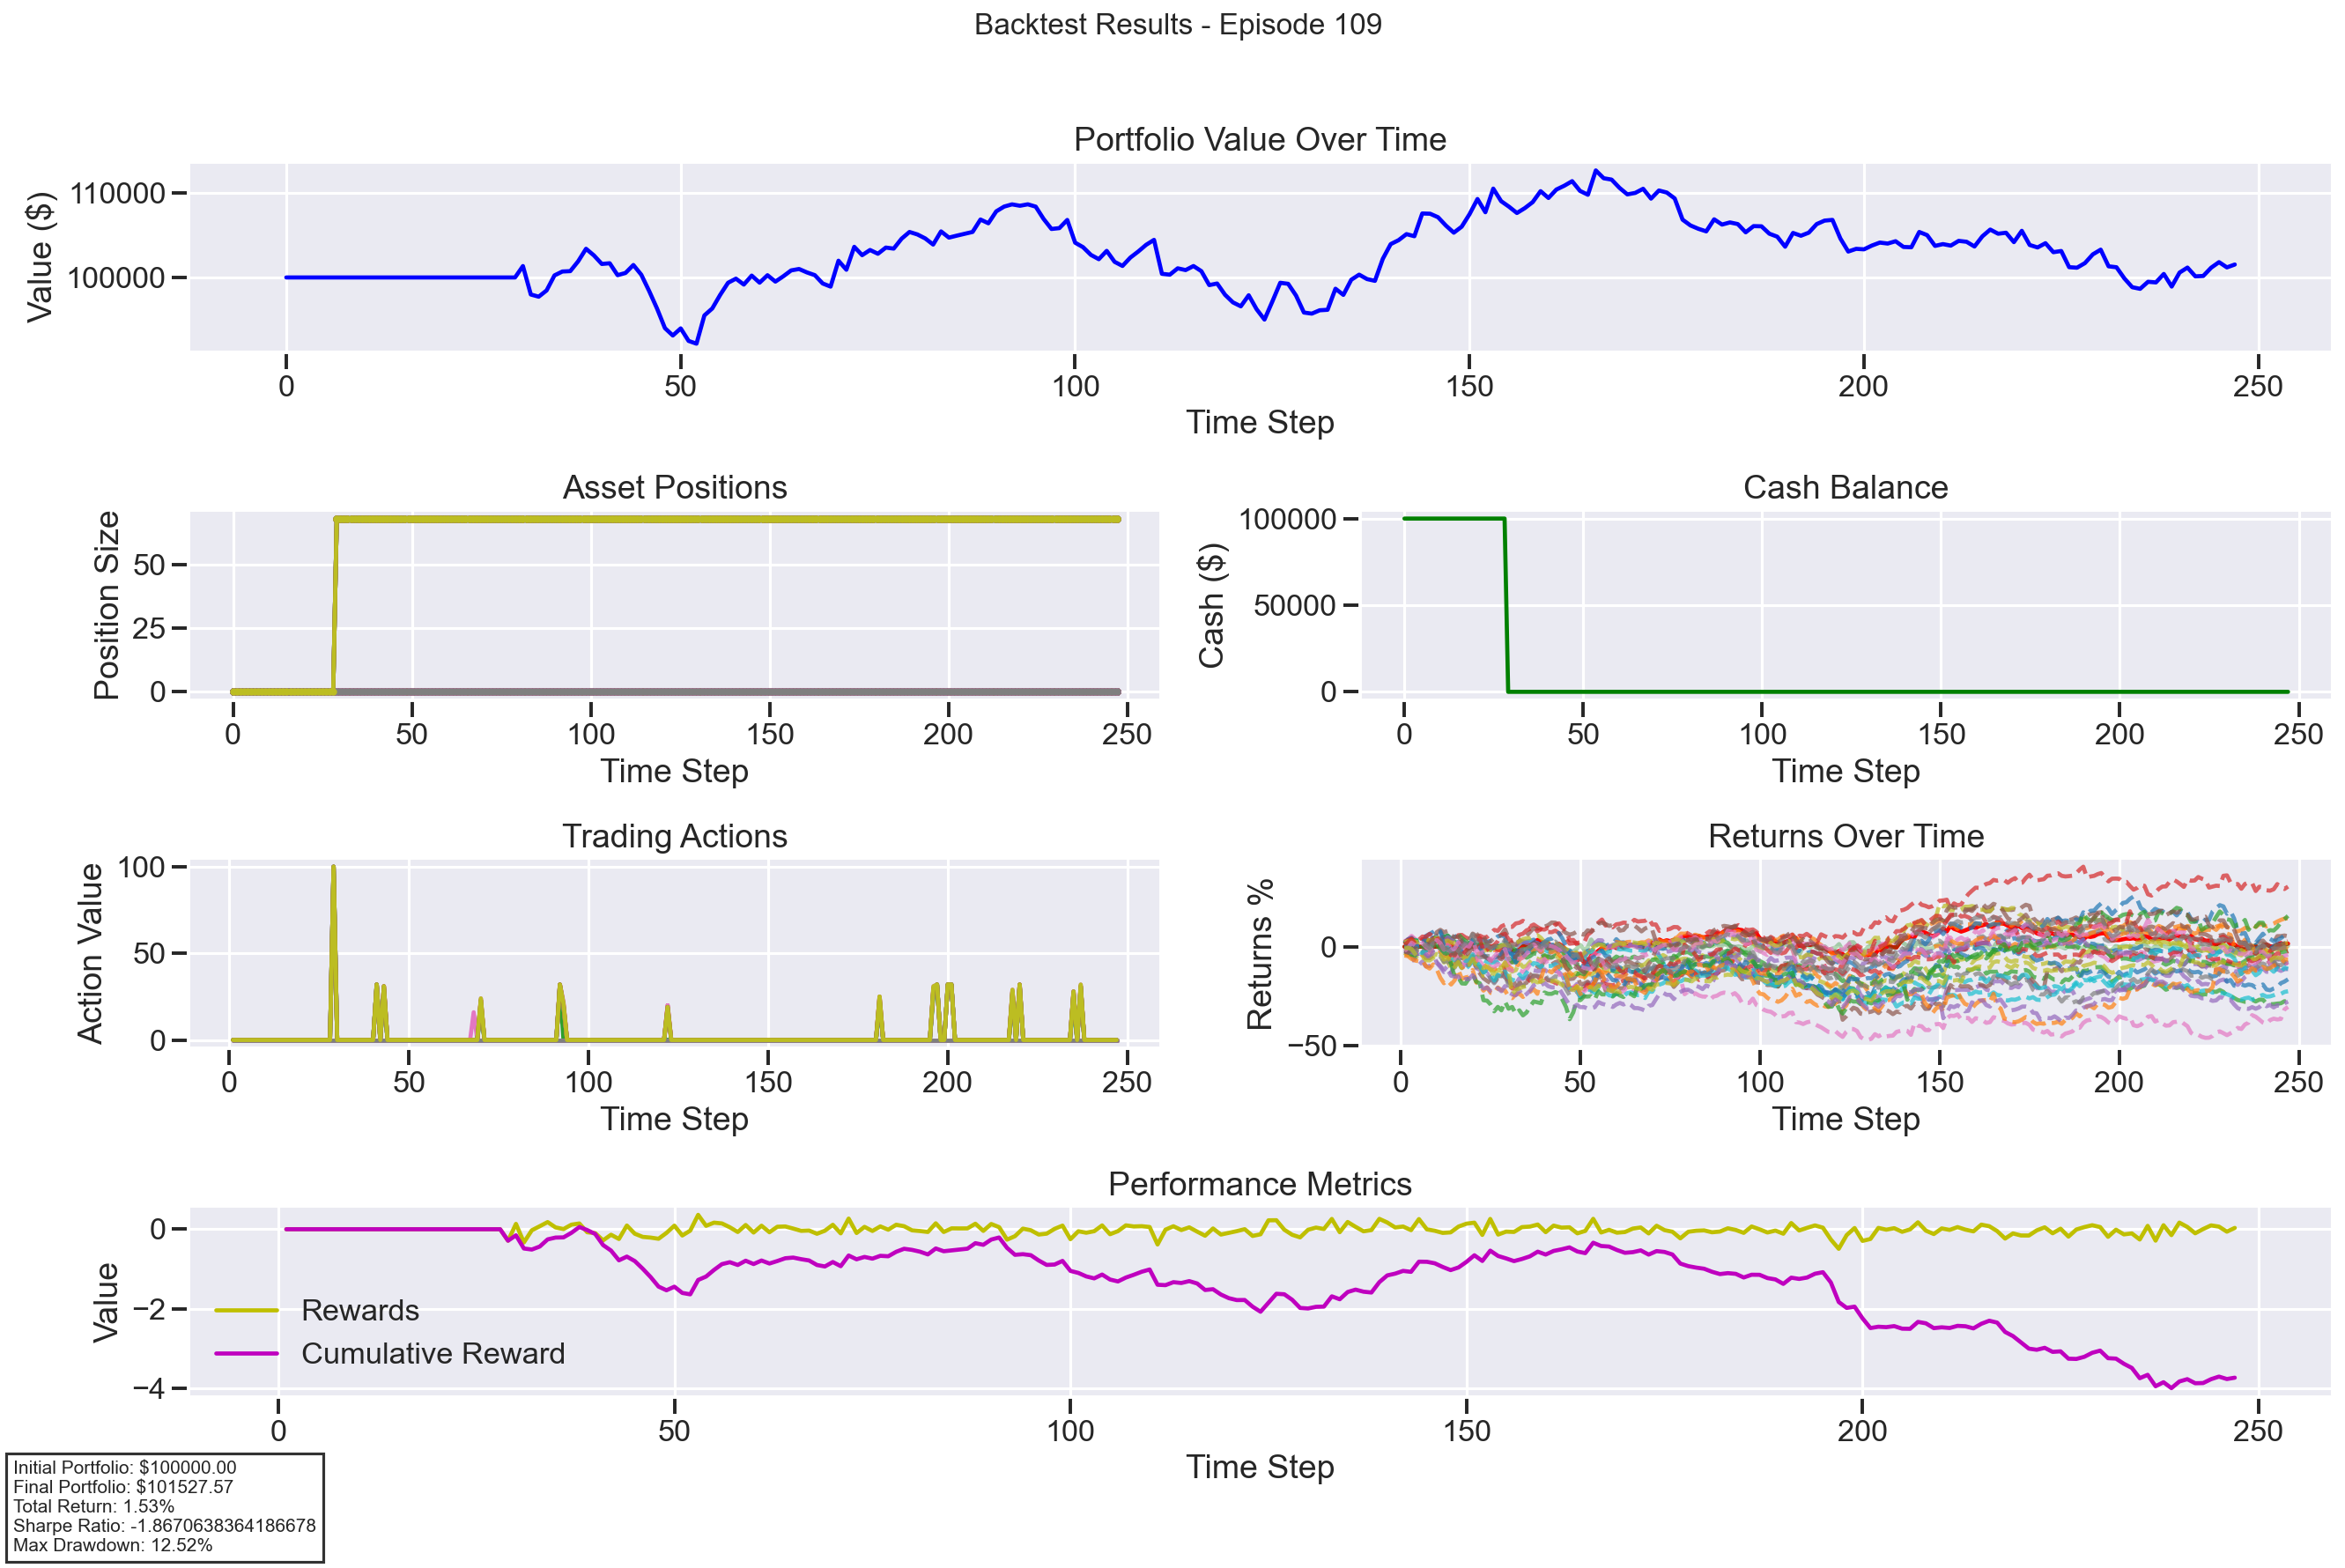 Backtest Results - Episode 109
Portfolio Value Over Time
Value ($)
110000
100000
0
50
100
150
200
250
Time Step
Asset Positions
Position Size
50
25
0
0
50
100
150
200
250
Time Step
Cash Balance
Cash ($)
100000
50000
0
0
50
100
150
200
250
Time Step
Trading Actions
Action Value
100
50
0
0
50
100
150
200
250
Time Step
Returns Over Time
Returns %
0
−50
0
50
100
150
200
250
Time Step
Performance Metrics
Value
0
−2
−4
Rewards
Cumulative Reward
0
50
100
150
200
250
Time Step
Initial Portfolio: $100000.00
Final Portfolio: $101527.57
Total Return: 1.53%
Sharpe Ratio: -1.8670638364186678
Max Drawdown: 12.52%